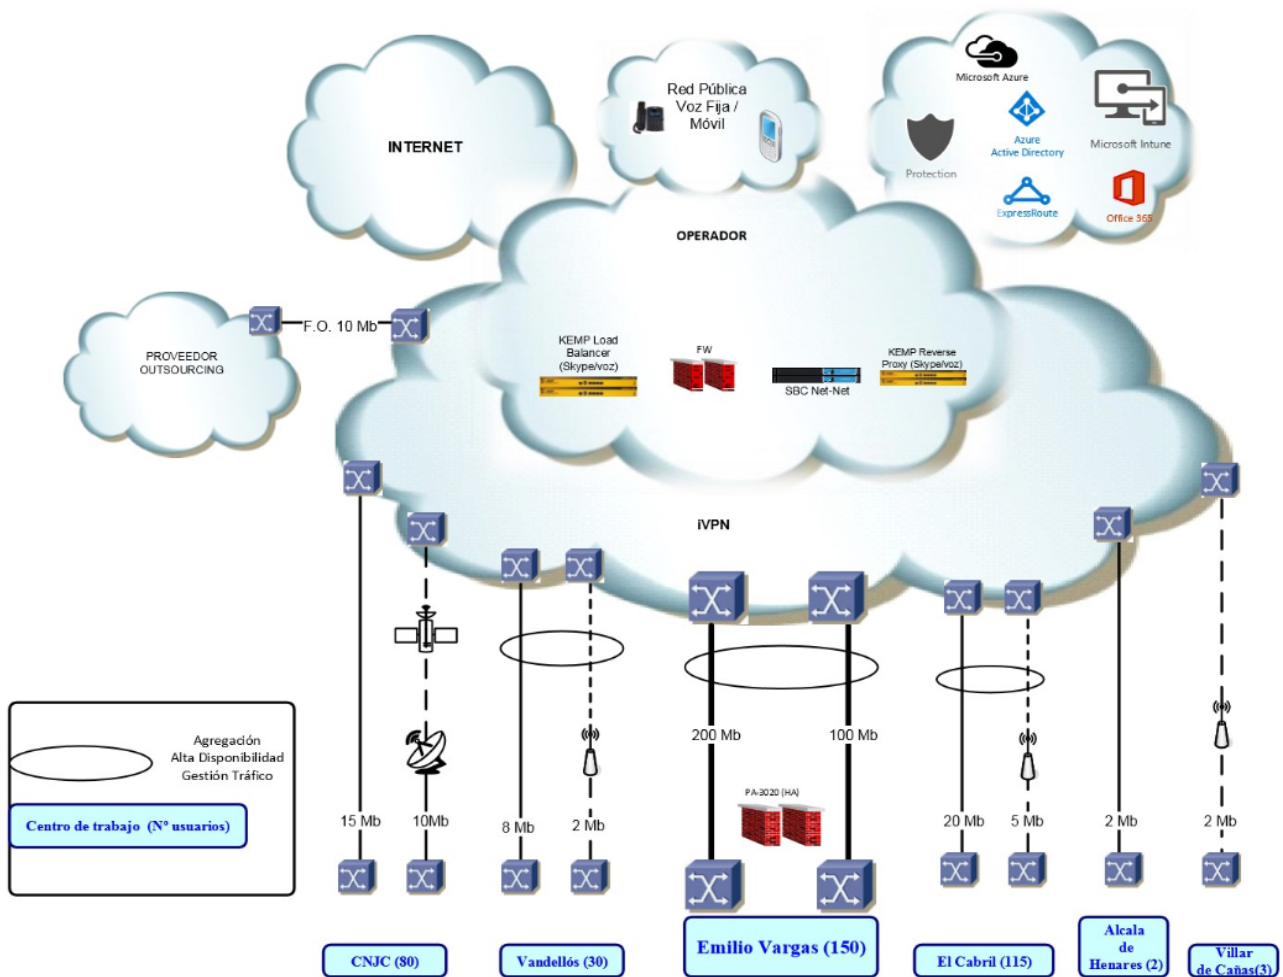 Microsoft Azure
Red Pública
Voz Fija /
Móvil
INTERNET
Azure
Active Directory
Microsoft Intune
Protection
ExpressRoute
Office 365
OPERADOR
F.O. 10 Mb
PROVEEDOR
OUTSOURCING
KEMP Load
Balancer
(Skype/voz)
FW
SBC Net-Net
KEMP Reverse
Proxy (Skype/voz)
iVPN
Agregación
Alta Disponibilidad
Gestión Tráfico
Centro de trabajo (Nº usuarios)
200 Mb
100 Mb
PA-3020 (HA)
15 Mb
10Mb
8 Mb
2 Mb
20 Mb
5 Mb
2 Mb
2 Mb
CNJC (80)
Vandellós (30)
Emilio Vargas (150)
El Cabril (115)
Alcala
de
Henares (2)
Villar
de Cañas(3)